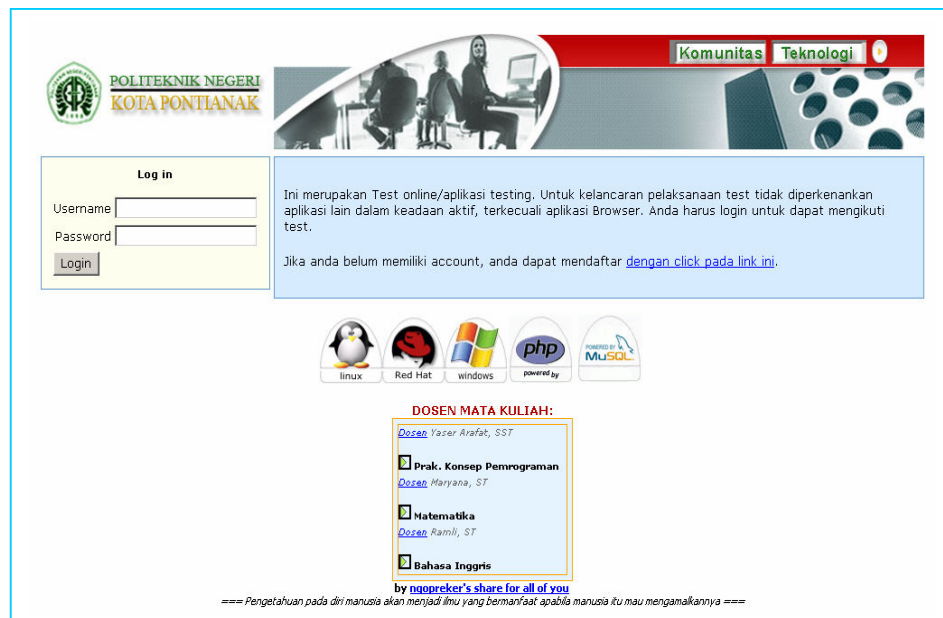 Komunitas Teknologi
POLITEKNIK NEGERI
KOTA PONTIANAK
Log in
Username
Password
Login
Ini merupakan Test online/aplikasi testing. Untuk kelancaran pelaksanaan test tidak diperkenankan
aplikasi lain dalam keadaan aktif, terkecuali aplikasi Browser. Anda harus login untuk dapat mengikuti
test.
Jika anda belum memiliki account, anda dapat mendaftar dengan click pada link ini.
linux
Red Hat
windows
php
powered by
POWERED BY
MuSQL
DOSEN MATA KULIAH:
Dosen Yaser Arafat, SST
Prak. Konsep Pemrograman
Dosen Maryana, ST
Matematika
Dosen Ramli, ST
Bahasa Inggris
by ngopreker's share for all of you
=== Pengetahuan pada diri manusia akan menjadi ilmu yang bermanfaat apabila manusia itu mau mengamalkannya ===